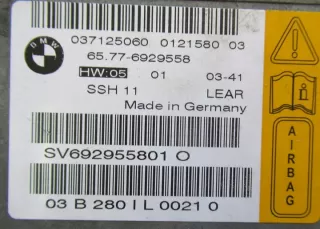 BMW
037125060 0121580 03
65.77-6929558
HW:05 01 03-41
SSH 11 LEAR
Made in Germany
SV692955801 O
03 B 280 I L 0021 0
AIRBAG